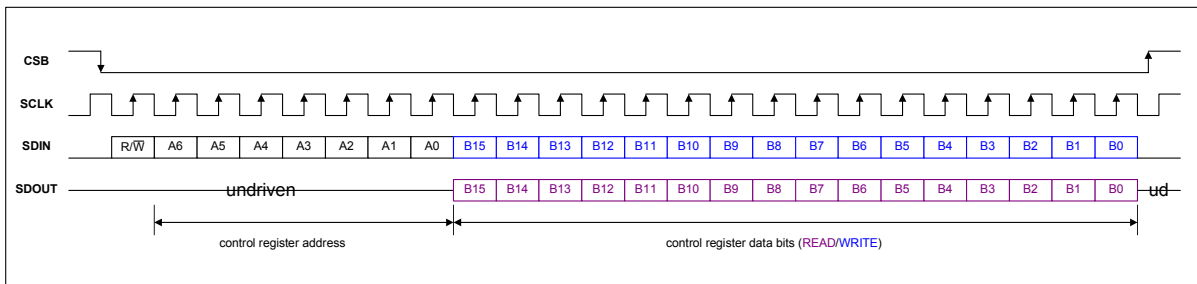 CSB
SCLK
SDIN R/W̅ A6 A5 A4 A3 A2 A1 A0 B15 B14 B13 B12 B11 B10 B9 B8 B7 B6 B5 B4 B3 B2 B1 B0
SDOUT undriven B15 B14 B13 B12 B11 B10 B9 B8 B7 B6 B5 B4 B3 B2 B1 B0 ud
control register address control register data bits (READ/WRITE)